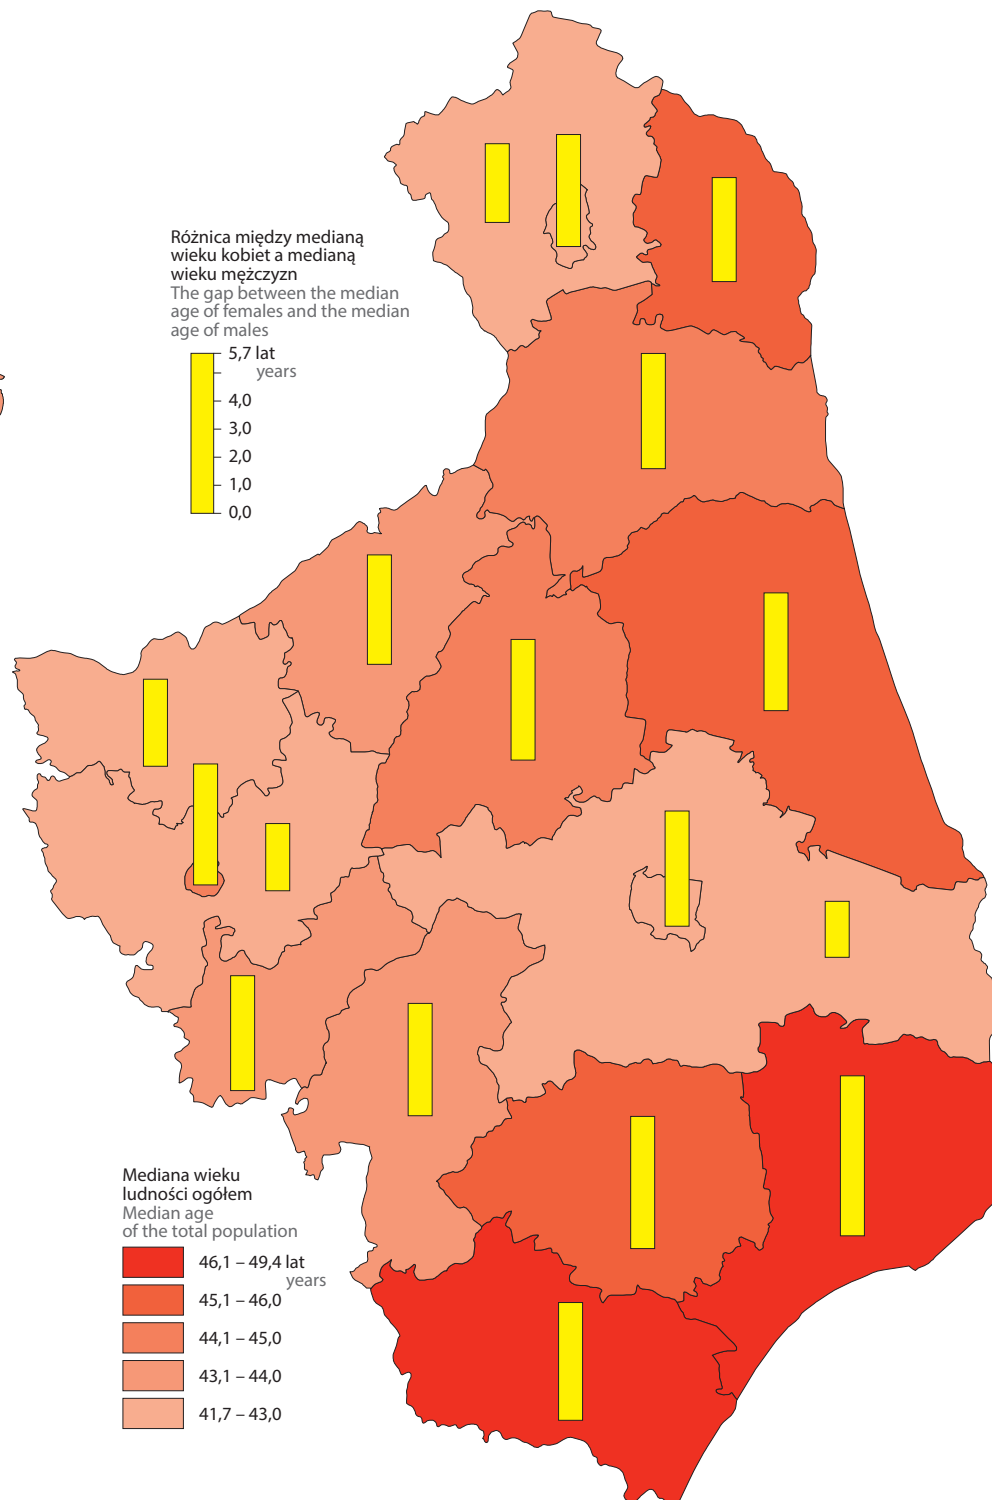 Różnica między medianą
wieku kobiet a medianą
wieku mężczyzn
The gap between the median
age of females and the median
age of males
5,7 lat
years
4,0
3,0
2,0
1,0
0,0
Mediana wieku
ludności ogółem
Median age
of the total population
46,1 – 49,4 lat
years
45,1 – 46,0
44,1 – 45,0
43,1 – 44,0
41,7 – 43,0